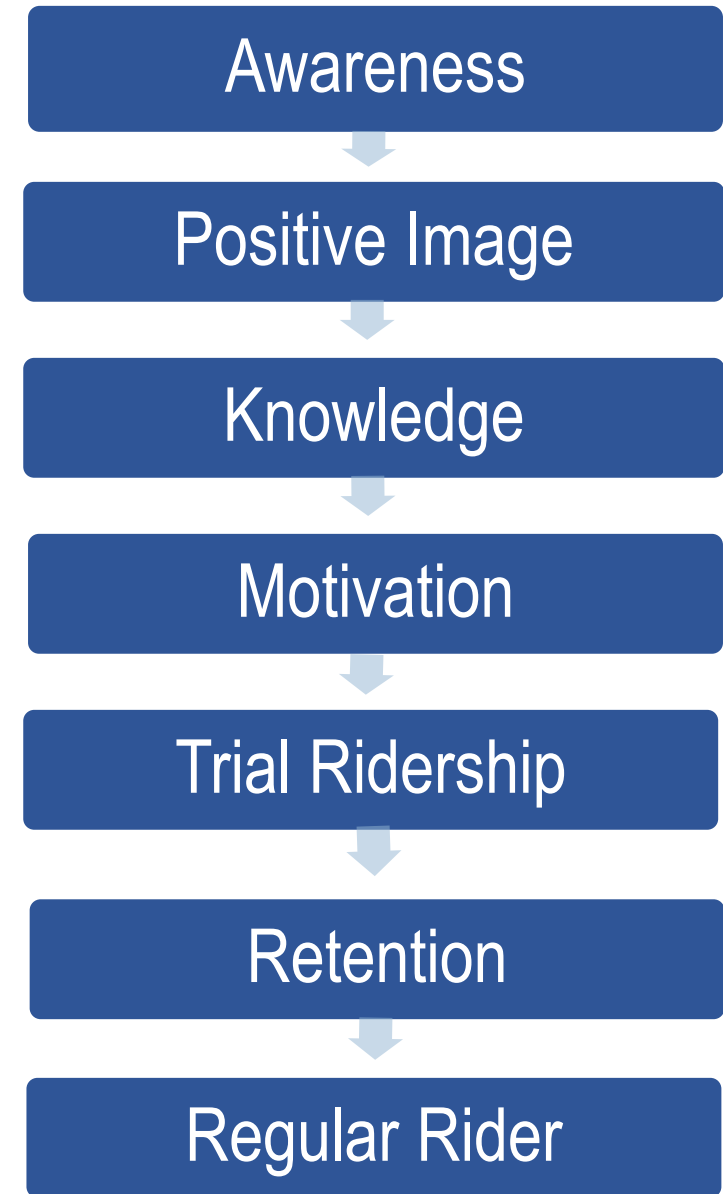 Awareness
Positive Image
Knowledge
Motivation
Trial Ridership
Retention
Regular Rider